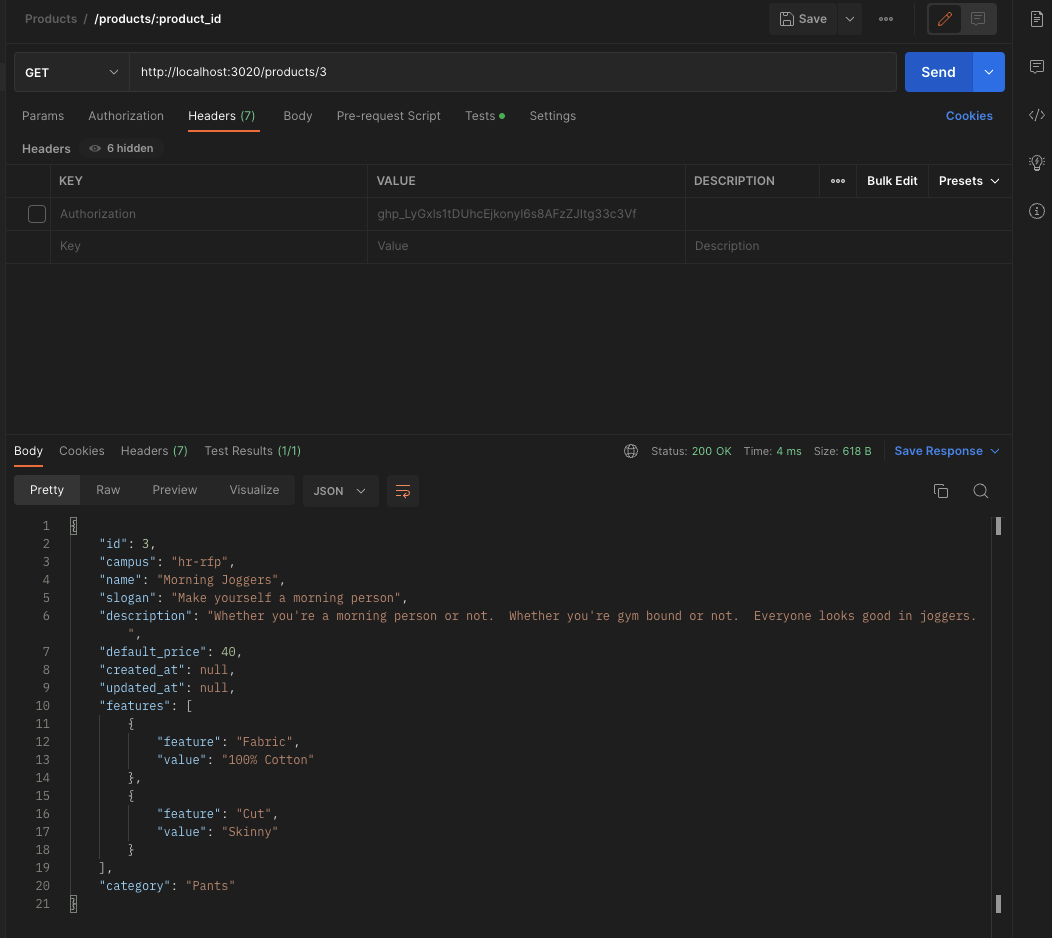 Products / /products/:product_id
Save
GET
http://localhost:3020/products/3
Send
Params Authorization Headers (7) Body Pre-request Script Tests Settings Cookies
Headers 6 hidden
KEY VALUE DESCRIPTION Bulk Edit Presets
Authorization
Key Value Description
Body Cookies Headers (7) Test Results (1/1) Status: 200 OK Time: 4 ms Size: 618 B Save Response
Pretty Raw Preview Visualize JSON
1 {
2 "id": 3,
3 "campus": "hr-rfp",
4 "name": "Morning Joggers",
5 "slogan": "Make yourself a morning person",
6 "description": "Whether you're a morning person or not.  Whether you're gym bound or not.  Everyone looks good in joggers.
",
7 "default_price": 40,
8 "created_at": null,
9 "updated_at": null,
10 "features": [
11 {
12 "feature": "Fabric",
13 "value": "100% Cotton"
14 },
15 {
16 "feature": "Cut",
17 "value": "Skinny"
18 }
19 ],
20 "category": "Pants"
21 }